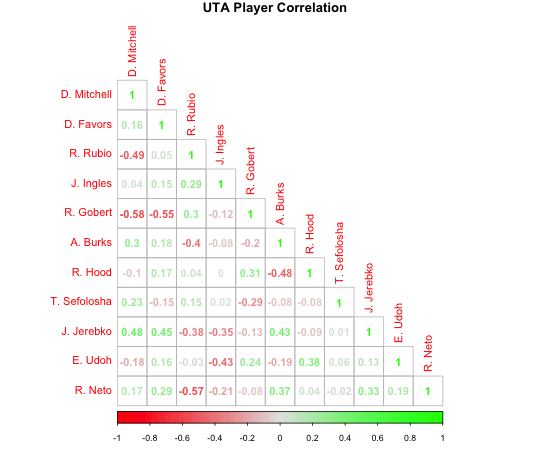 UTA Player Correlation
D. Mitchell
D. Favors
R. Rubio
J. Ingles
R. Gobert
A. Burks
R. Hood
T. Sefolosha
J. Jerebko
E. Udoh
R. Neto
D. Mitchell 1
D. Favors 0.16 1
R. Rubio -0.49 0.05 1
J. Ingles 0.04 0.15 0.29 1
R. Gobert -0.58 -0.55 0.3 -0.12 1
A. Burks 0.3 0.18 -0.4 -0.08 -0.2 1
R. Hood -0.1 0.17 0.04 0 0.31 -0.48 1
T. Sefolosha 0.23 -0.15 0.15 0.02 -0.29 -0.08 -0.08 1
J. Jerebko 0.48 0.45 -0.38 -0.35 -0.13 0.43 -0.09 0.01 1
E. Udoh -0.18 0.16 -0.03 -0.43 0.24 -0.19 0.38 0.06 0.13 1
R. Neto 0.17 0.29 -0.57 -0.21 -0.08 0.37 0.04 -0.02 0.33 0.19 1
-1 -0.8 -0.6 -0.4 -0.2 0 0.2 0.4 0.6 0.8 1